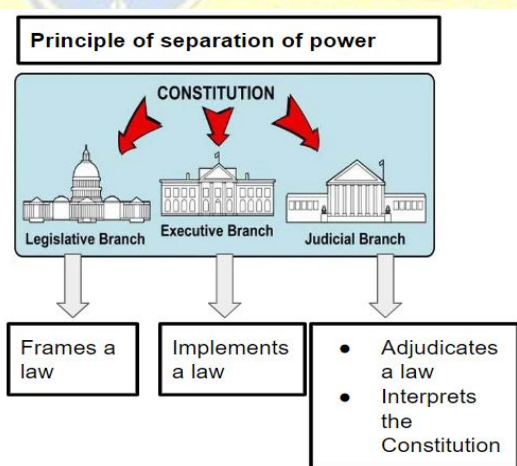 Principle of separation of power
CONSTITUTION
Legislative Branch
Executive Branch
Judicial Branch
Frames a
law
Implements
a law
● Adjudicates
a law
● Interprets
the
Constitution